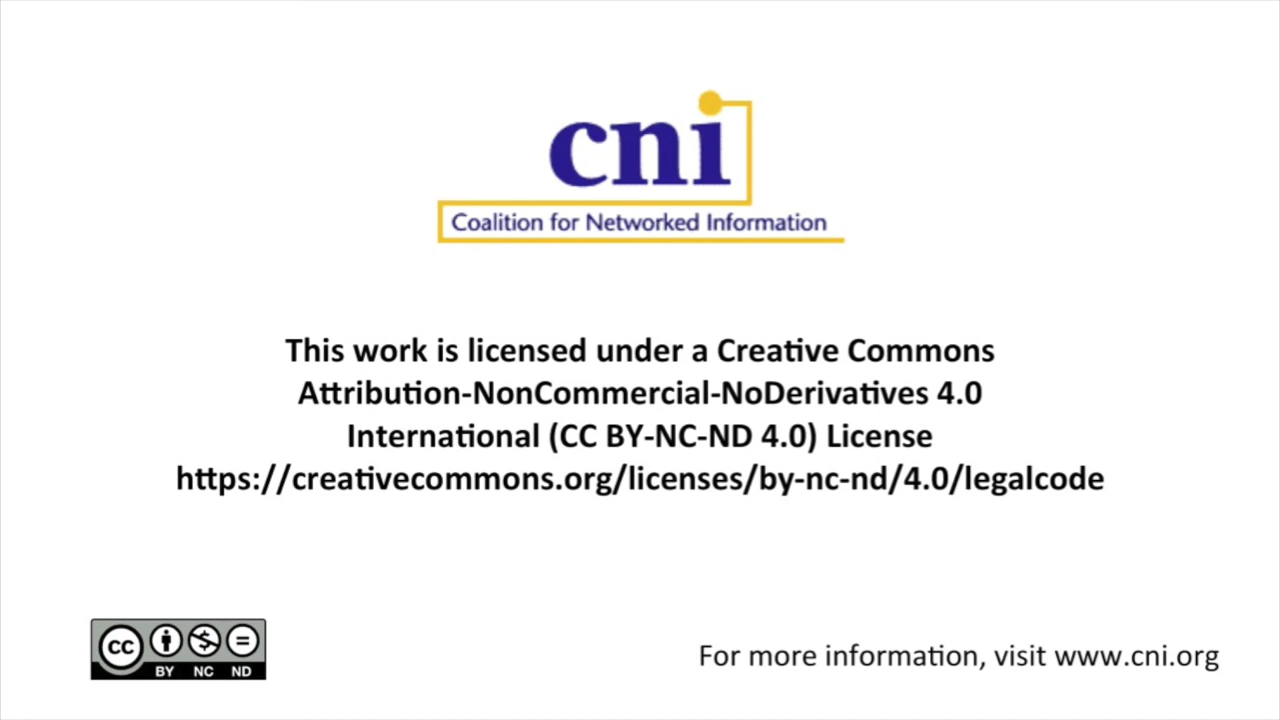 cni
Coalition for Networked Information
This work is licensed under a Creative Commons
Attribution-NonCommercial-NoDerivatives 4.0
International (CC BY-NC-ND 4.0) License
https://creativecommons.org/licenses/by-nc-nd/4.0/legalcode
cc BY NC ND
For more information, visit www.cni.org